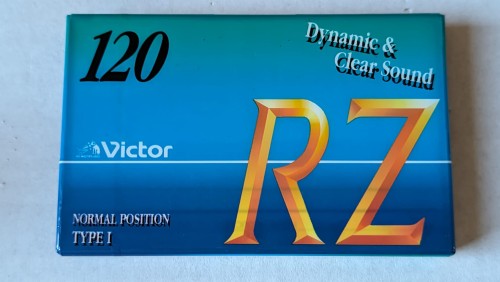 120
Dynamic &
Clear Sound
Victor
RZ
NORMAL POSITION
TYPE I